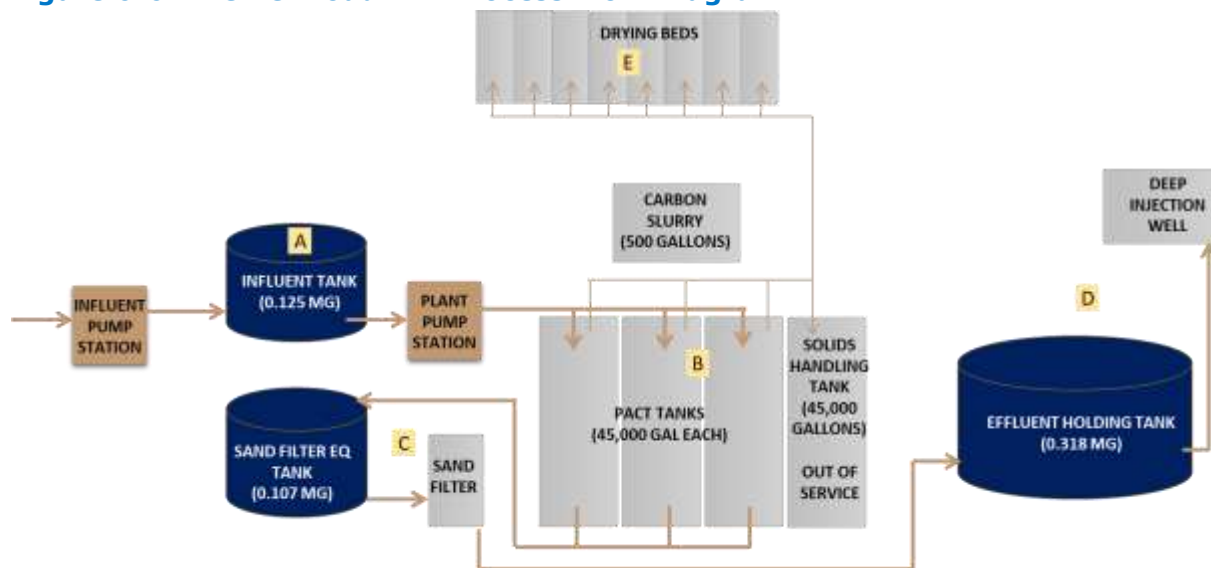 DRYING BEDS
E
CARBON
SLURRY
(500 GALLONS)
DEEP
INJECTION
WELL
A
INFLUENT TANK
(0.125 MG)
INFLUENT
PUMP
STATION
PLANT
PUMP
STATION
B
PACT TANKS
(45,000 GAL EACH)
SOLIDS
HANDLING
TANK
(45,000
GALLONS)
OUT OF
SERVICE
D
EFFLUENT HOLDING TANK
(0.318 MG)
SAND FILTER EQ
TANK
(0.107 MG)
C
SAND
FILTER